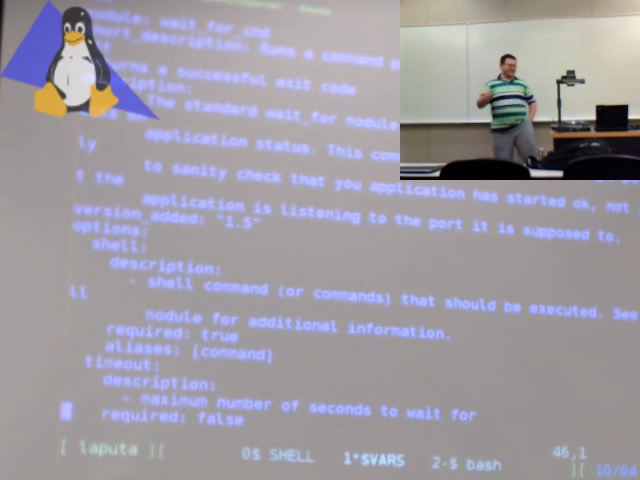 module: wait_for_cmd
short_description: Runs a command
a successful exit code
The standard wait_for module
application status. This
ly
to sanity check that you application has started ok, not
t the
application is listening to the port it is supposed to.
version_added: "1.5"
options:
shell:
description:
- shell command (or commands) that should be executed. See
ll
module for additional information.
required: true
aliases: [command]
timeout:
description:
- maximum number of seconds to wait for
required: false
46,1
[ laputa ][ 0$ SHELL 1*$VARS 2-$ bash ][ 10/04